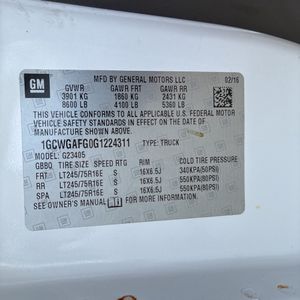 GM
MFD BY GENERAL MOTORS LLC 02/16
GVWR GAWR FRT GAWR RR
3901 KG 1860 KG 2431 KG
8600 LB 4100 LB 5360 LB
THIS VEHICLE CONFORMS TO ALL APPLICABLE U.S. FEDERAL MOTOR
VEHICLE SAFETY STANDARDS IN EFFECT ON THE DATE OF
MANUFACTURE SHOWN ABOVE.
1GCWGAFG0G1224311
MODEL: G23405 TYPE: TRUCK
GBBQ TIRE SIZE SPEED RTG RIM COLD TIRE PRESSURE
FRT LT245/75R16E S 16X6.5J 340KPA(50PSI)
RR LT245/75R16E S 16X6.5J 550KPA(80PSI)
SPA LT245/75R16E S 16X6.5J 550KPA(80PSI)
SEE OWNER'S MANUAL FOR ADDITIONAL INFORMATION